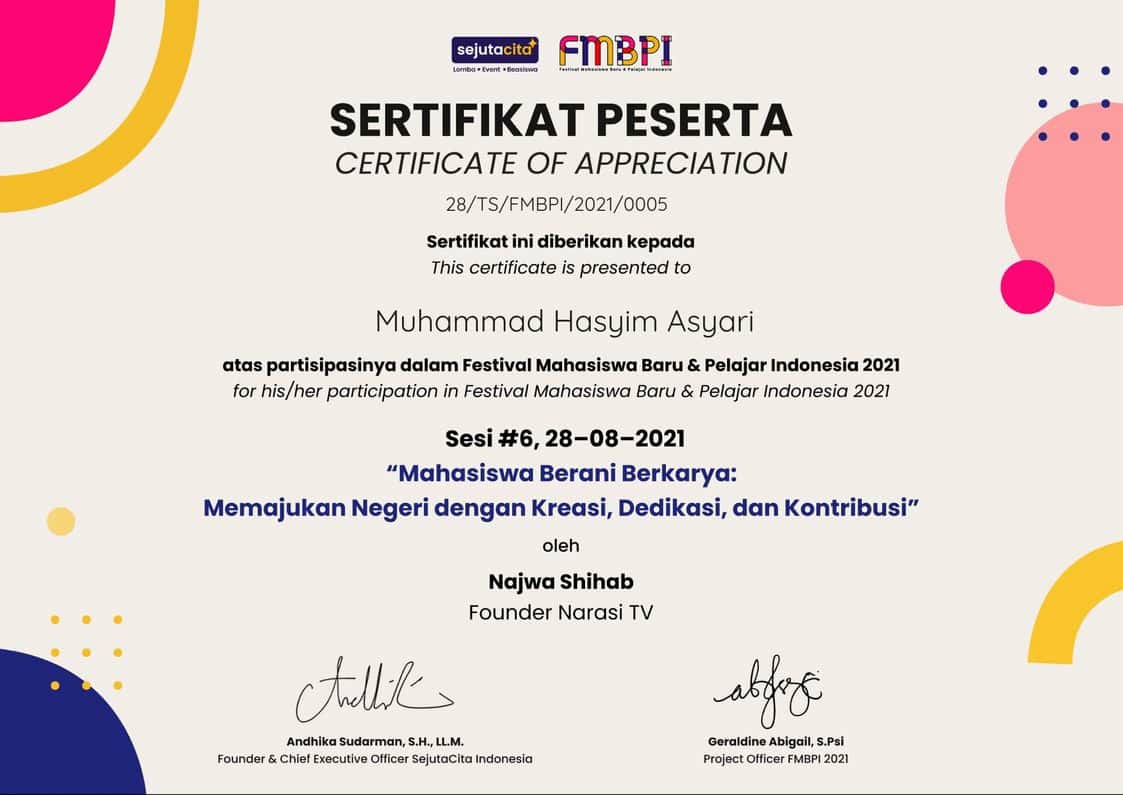 sejutacita
Lomba • Event • Beasiswa
FMBPI
Festival Mahasiswa Baru & Pelajar Indonesia
SERTIFIKAT PESERTA
CERTIFICATE OF APPRECIATION
28/TS/FMBPI/2021/0005
Sertifikat ini diberikan kepada
This certificate is presented to
Muhammad Hasyim Asyari
atas partisipasinya dalam Festival Mahasiswa Baru & Pelajar Indonesia 2021
for his/her participation in Festival Mahasiswa Baru & Pelajar Indonesia 2021
Sesi #6, 28–08–2021
“Mahasiswa Berani Berkarya:
Memajukan Negeri dengan Kreasi, Dedikasi, dan Kontribusi”
oleh
Najwa Shihab
Founder Narasi TV
Andhika Sudarman, S.H., LL.M.
Founder & Chief Executive Officer SejutaCita Indonesia
Geraldine Abigail, S.Psi
Project Officer FMBPI 2021